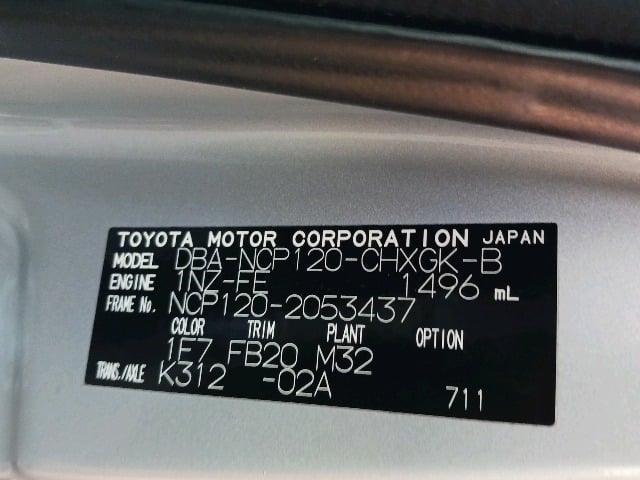 TOYOTA MOTOR CORPORATION JAPAN
MODEL DBA-NCP120-CHXGK-B
ENGINE 1NZ-FE 1496 mL
FRAME No. NCP120-2053437
COLOR TRIM PLANT OPTION
1F7 FB20 M32
TRANS./AXLE K312 -02A
711